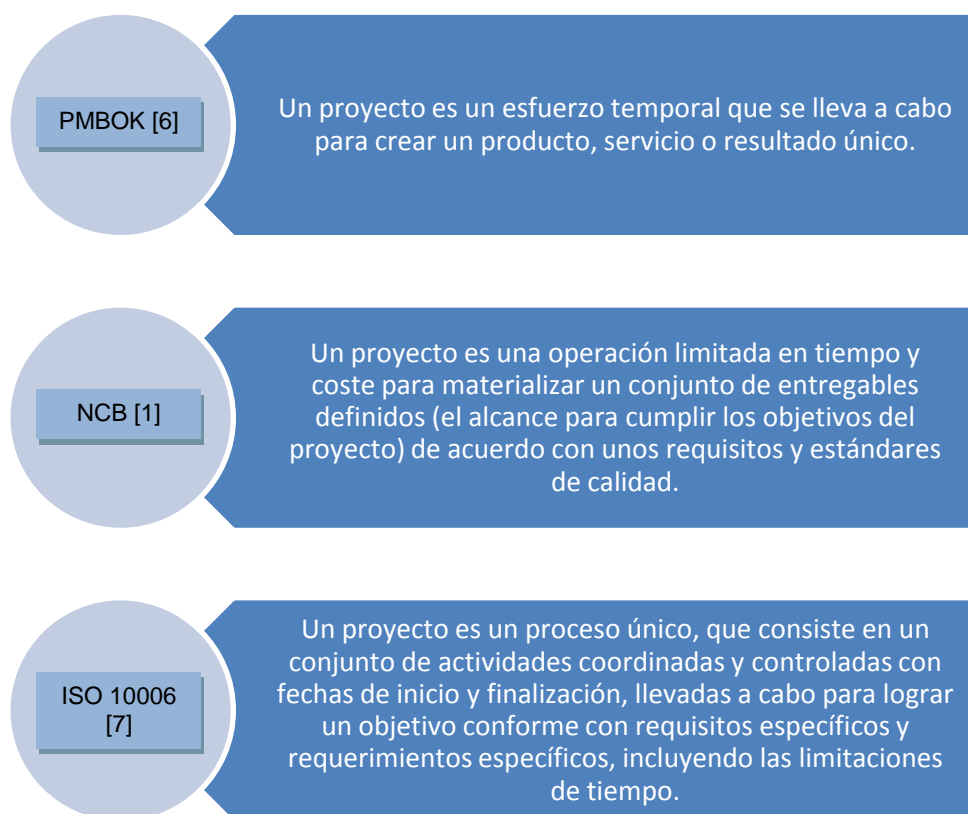 PMBOK [6]
Un proyecto es un esfuerzo temporal que se lleva a cabo
para crear un producto, servicio o resultado único.
NCB [1]
Un proyecto es una operación limitada en tiempo y
coste para materializar un conjunto de entregables
definidos (el alcance para cumplir los objetivos del
proyecto) de acuerdo con unos requisitos y estándares
de calidad.
ISO 10006
[7]
Un proyecto es un proceso único, que consiste en un
conjunto de actividades coordinadas y controladas con
fechas de inicio y finalización, llevadas a cabo para lograr
un objetivo conforme con requisitos específicos y
requerimientos específicos, incluyendo las limitaciones
de tiempo.